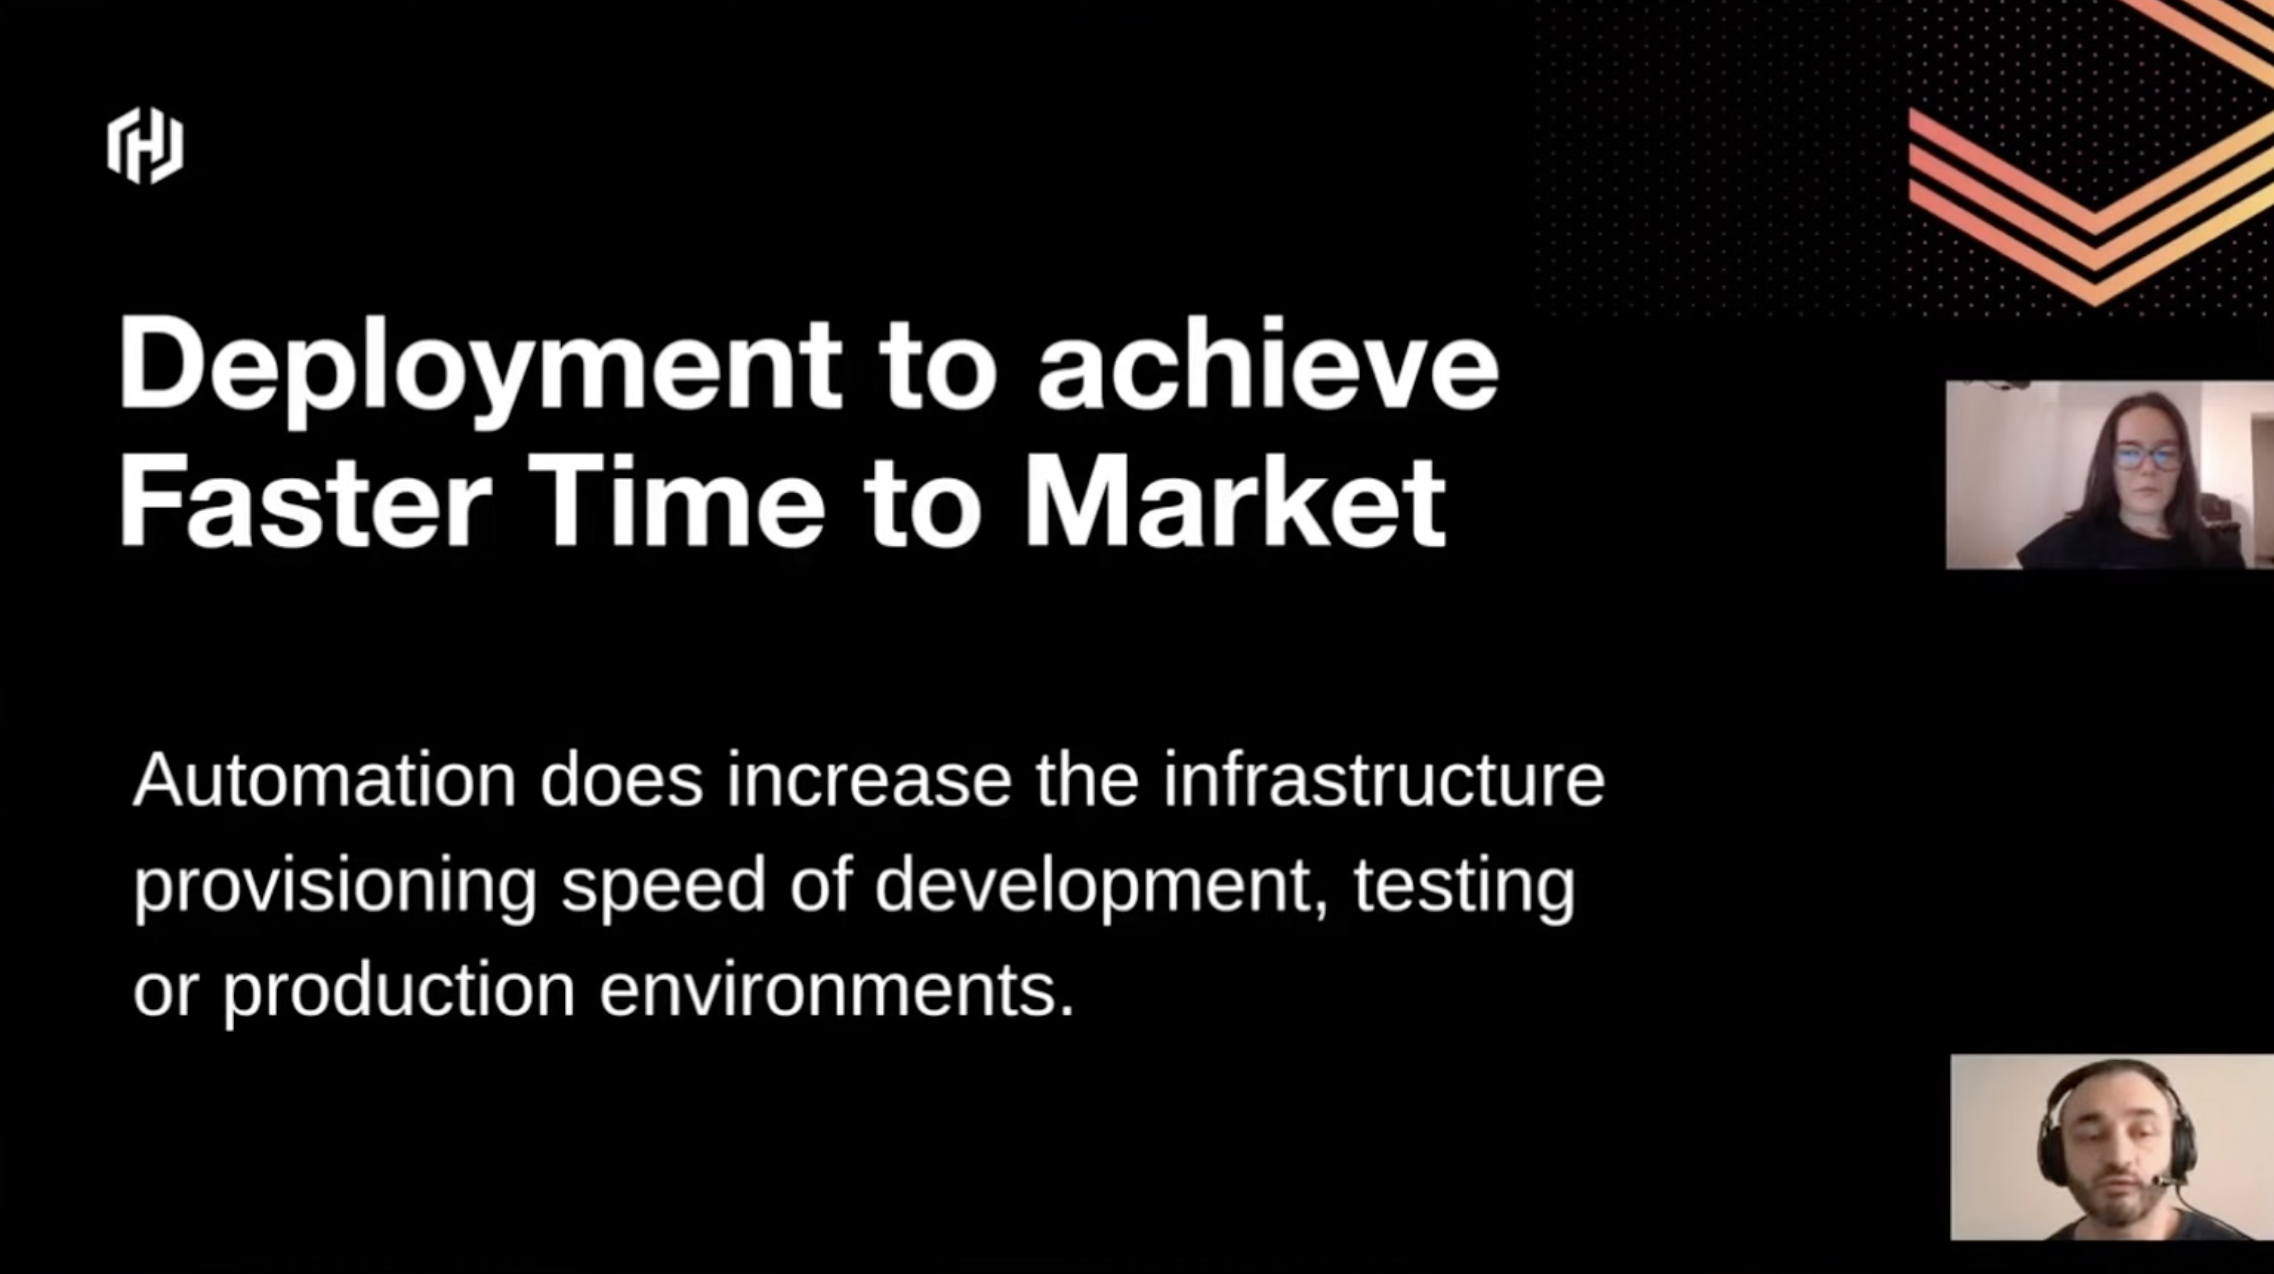 Deployment to achieve
Faster Time to Market
Automation does increase the infrastructure
provisioning speed of development, testing
or production environments.